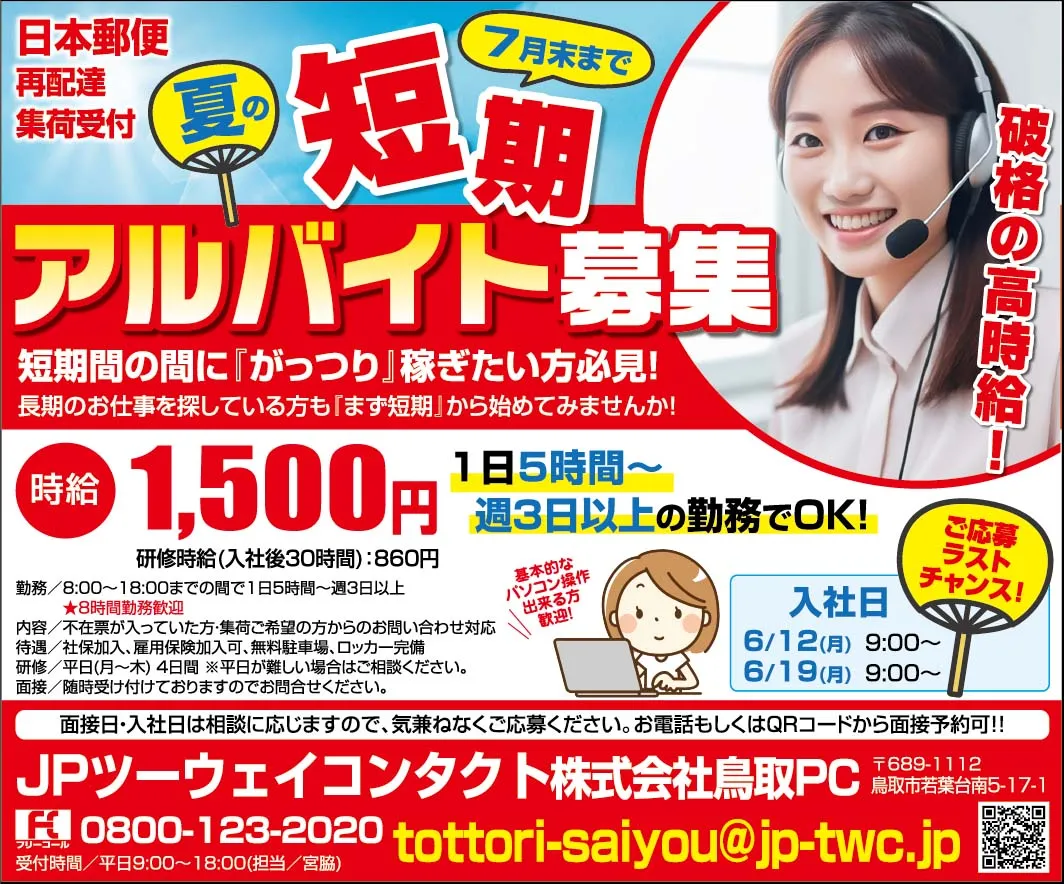 日本郵便
再配達
集荷受付
夏の
短期
7月末まで
アルバイト募集
破格の高時給!
短期間の間に『がっつり』稼ぎたい方必見!
長期のお仕事を探している方も『まず短期』から始めてみませんか!
時給
1,500円
研修時給(入社後30時間):860円
1日5時間～
週3日以上の勤務でOK!
勤務／8:00～18:00までの間で1日5時間～週3日以上
★8時間勤務歓迎
内容／不在票が入っていた方・集荷ご希望の方からのお問い合わせ対応
待遇／社保加入、雇用保険加入可、無料駐車場、ロッカー完備
研修／平日(月～木) 4日間 ※平日が難しい場合はご相談ください。
面接／随時受け付けておりますのでお問合せください。
基本的な
パソコン操作
出来る方
歓迎!
ご応募
ラスト
チャンス!
入社日
6/12(月) 9:00～
6/19(月) 9:00～
面接日・入社日は相談に応じますので、気兼ねなくご応募ください。お電話もしくはQRコードから面接予約可!!
JPツーウェイコンタクト株式会社鳥取PC
〒689-1112
鳥取市若葉台南5-17-1
フリーコール
0800-123-2020
受付時間／平日9:00～18:00(担当／宮脇)
tottori-saiyou@jp-twc.jp